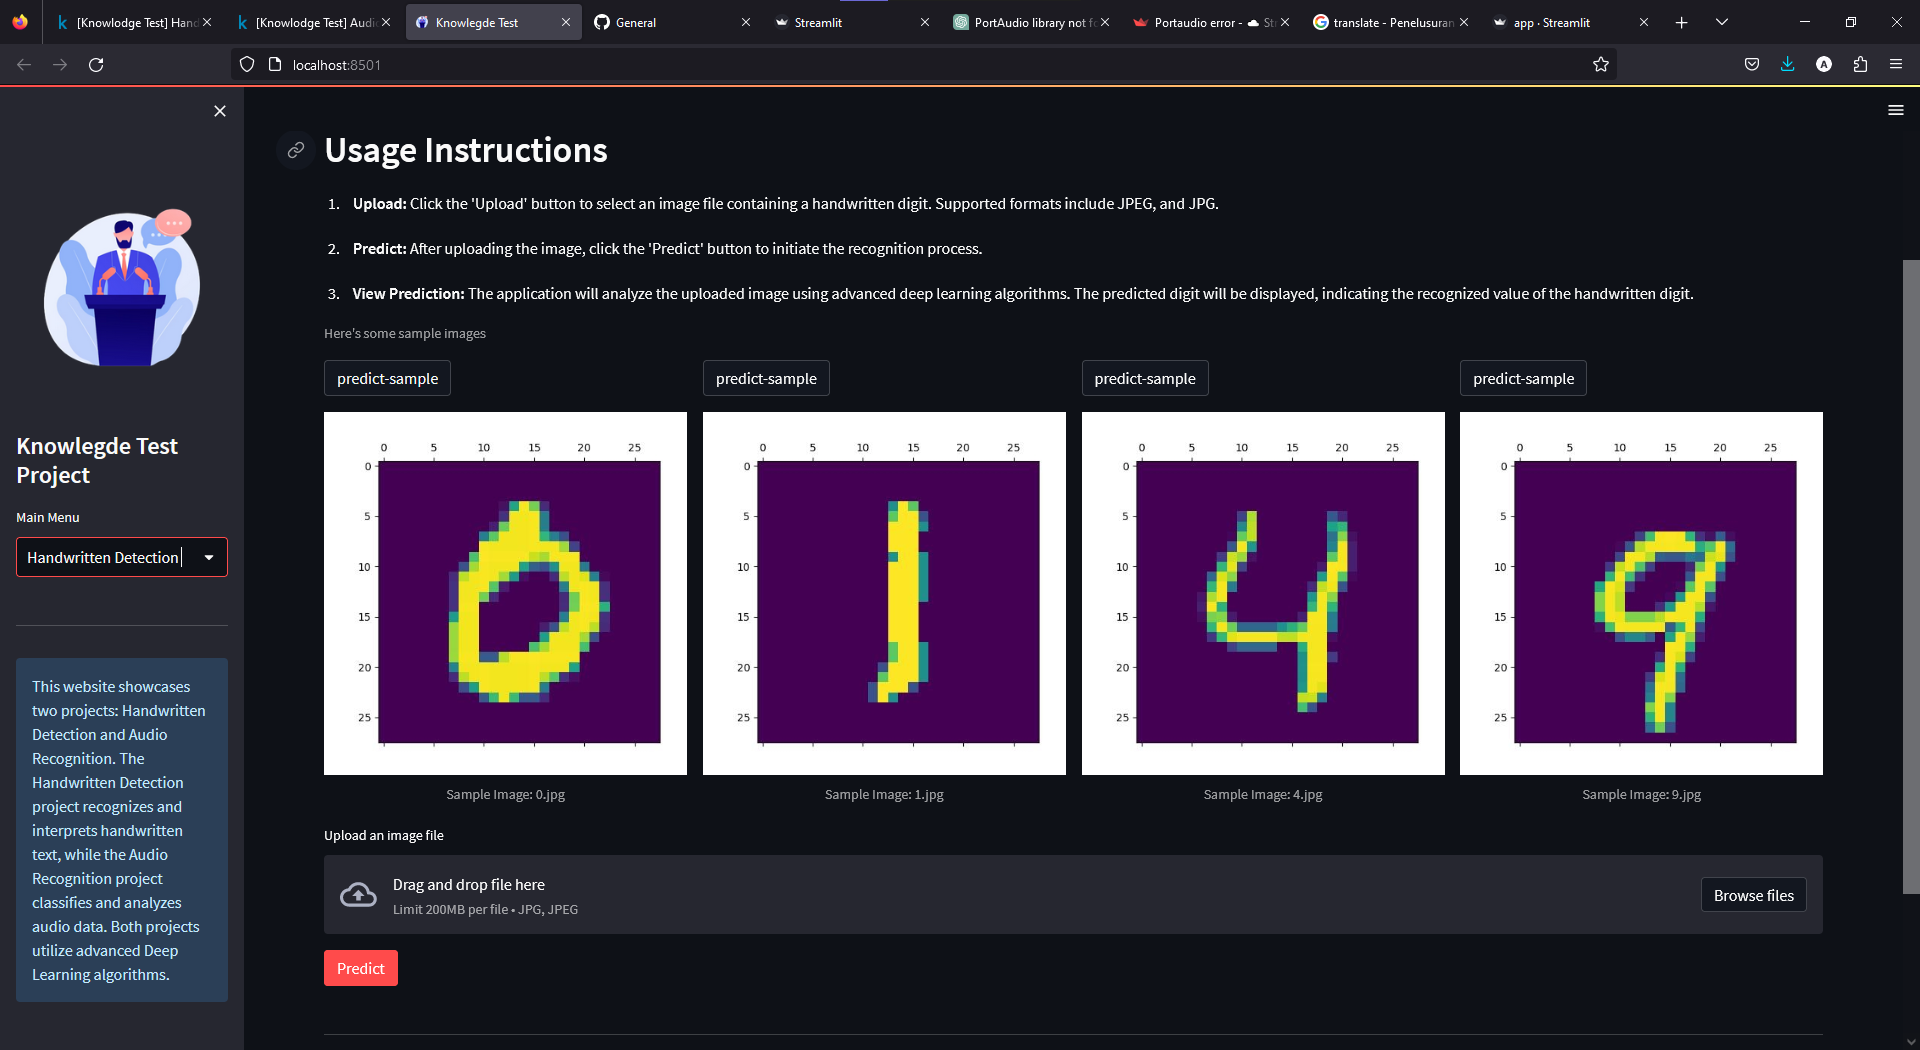 [Knowlodge Test] Hand
[Knowlodge Test] Audi
Knowlegde Test
General
Streamlit
PortAudio library not fo
Portaudio error - St
translate - Penelusuran
app · Streamlit
localhost:8501
A
Knowlegde Test
Project
Main Menu
Handwritten Detection
This website showcases
two projects: Handwritten
Detection and Audio
Recognition. The
Handwritten Detection
project recognizes and
interprets handwritten
text, while the Audio
Recognition project
classifies and analyzes
audio data. Both projects
utilize advanced Deep
Learning algorithms.
Usage Instructions
1. Upload: Click the 'Upload' button to select an image file containing a handwritten digit. Supported formats include JPEG, and JPG.
2. Predict: After uploading the image, click the 'Predict' button to initiate the recognition process.
3. View Prediction: The application will analyze the uploaded image using advanced deep learning algorithms. The predicted digit will be displayed, indicating the recognized value of the handwritten digit.
Here's some sample images
predict-sample
predict-sample
predict-sample
predict-sample
0 5 10 15 20 25
0
5
10
15
20
25
0
0 5 10 15 20 25
0
5
10
15
20
25
1
0 5 10 15 20 25
0
5
10
15
20
25
4
0 5 10 15 20 25
0
5
10
15
20
25
9
Sample Image: 0.jpg
Sample Image: 1.jpg
Sample Image: 4.jpg
Sample Image: 9.jpg
Upload an image file
Drag and drop file here
Limit 200MB per file • JPG, JPEG
Browse files
Predict